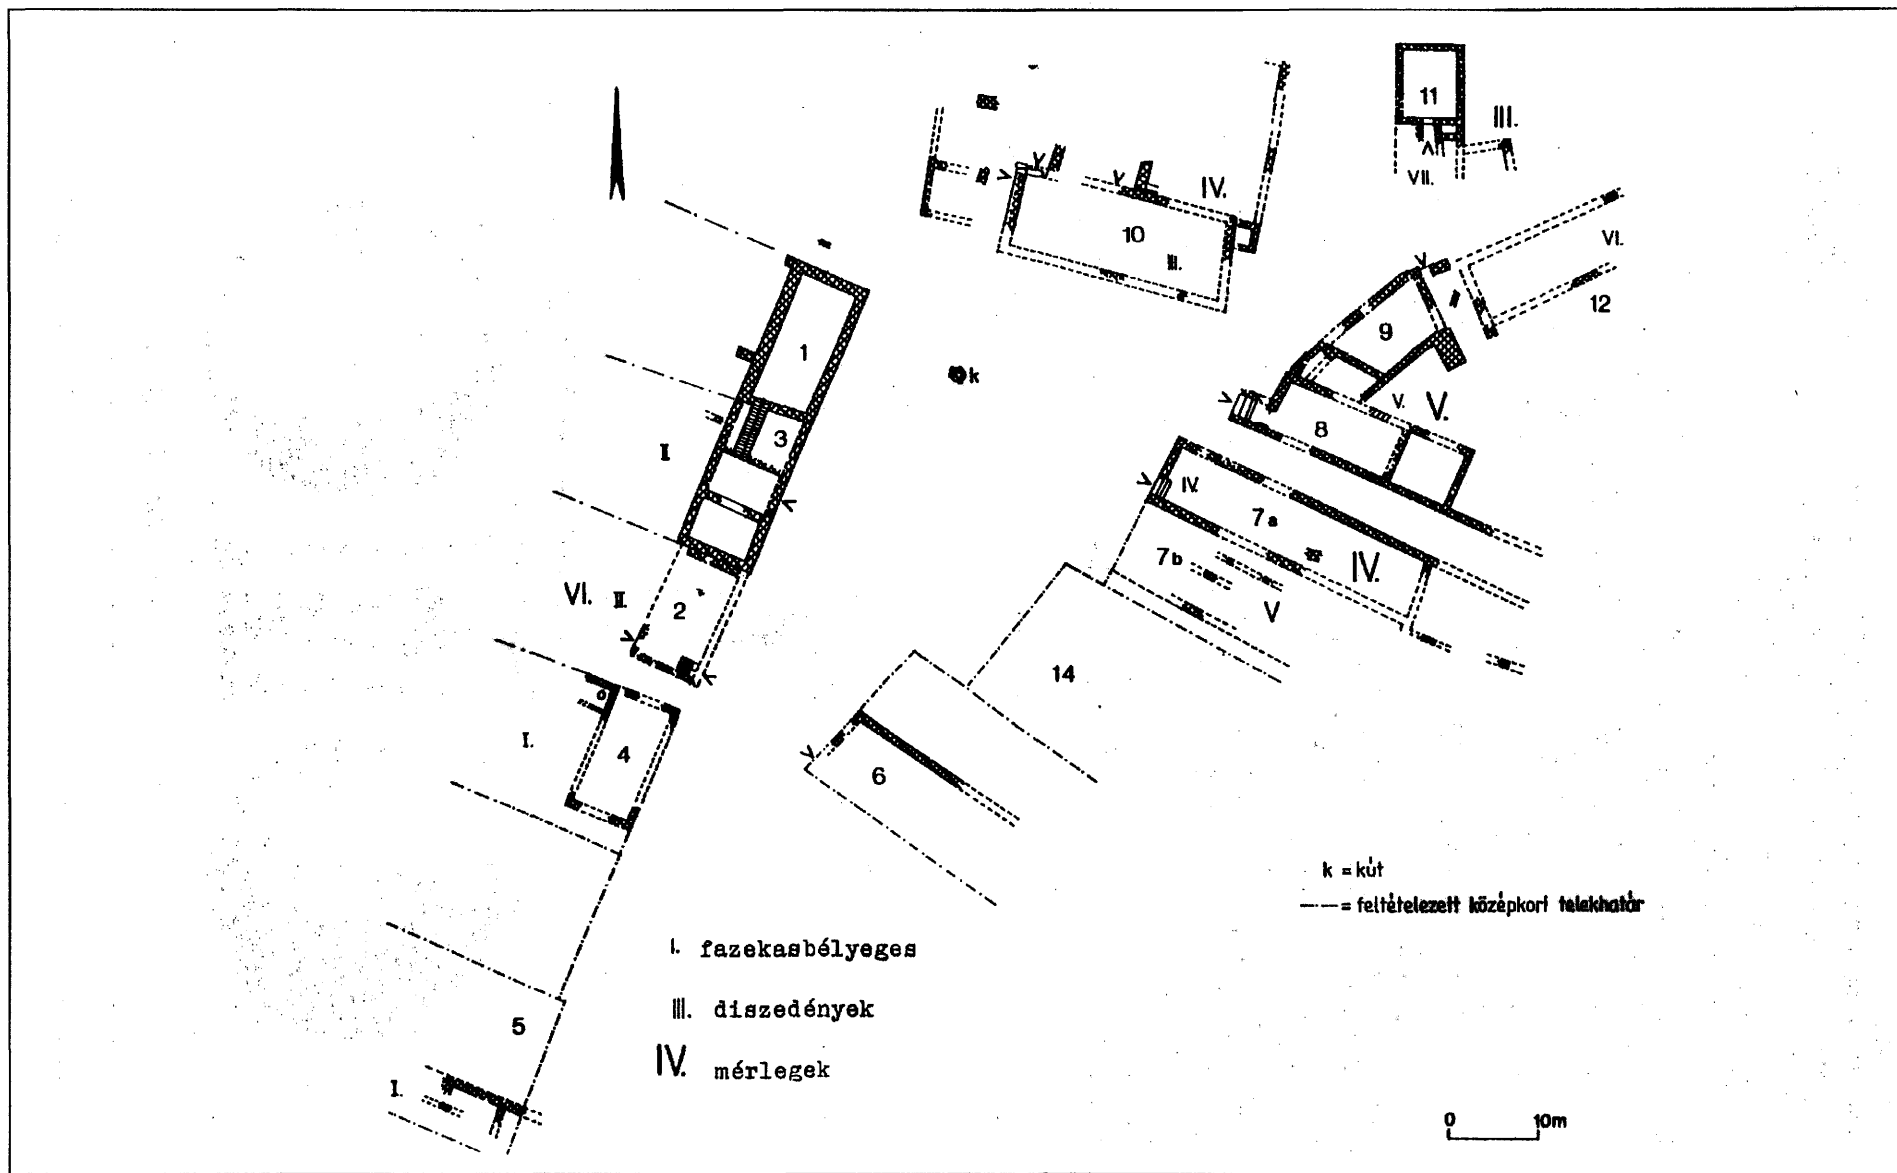 11
III.
VII.
IV.
10
III.
VI.
12
9
1
k
V.
V.
8
3
I.
IV.
7a
7b
IV.
V
VI.
II.
2
14
I.
4
6
k = kút
—·—= feltételezett középkori telekhatár
I. fazekasbélyeges
III. diszedények
IV. mérlegek
5
I.
0 10m